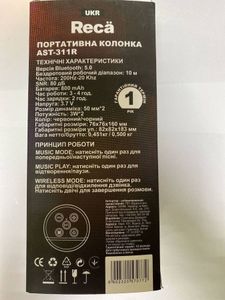 UKR
Recä
ПОРТАТИВНА КОЛОНКА
AST-311R
ТЕХНІЧНІ ХАРАКТЕРИСТИКИ
Версія Bluetooth: 5.0
Бездротовий робочий діапазон: 10 м
Частота: 200Hz-20 Khz
SNR: 80 дБ
Батарея: 800 mAh
Час роботи: 3 - 4 год.
Час зарядки: 2 год.
Напруга: 3.7 V
Розмір динаміка: 50 мм*2
Потужність: 3W*2
Колір: червоний/чорний
Габаритні розміри: 76х76х160 мм
Габаритні розміри уп.: 82х82х183 мм
Вага нетто/брутто: 0,451кг / 0,500 кг
1
РІК
ПРИНЦИП РОБОТИ
MUSIC MODE: натисніть один раз для
попередньої/наступної пісні.
MUSIC PLAY: натисніть один раз для
відтворення/паузи.
WIRELESS MODE: натисніть один раз
для відповіді/відхилення дзвінка.
Натисніть двічі для завершення розмови.